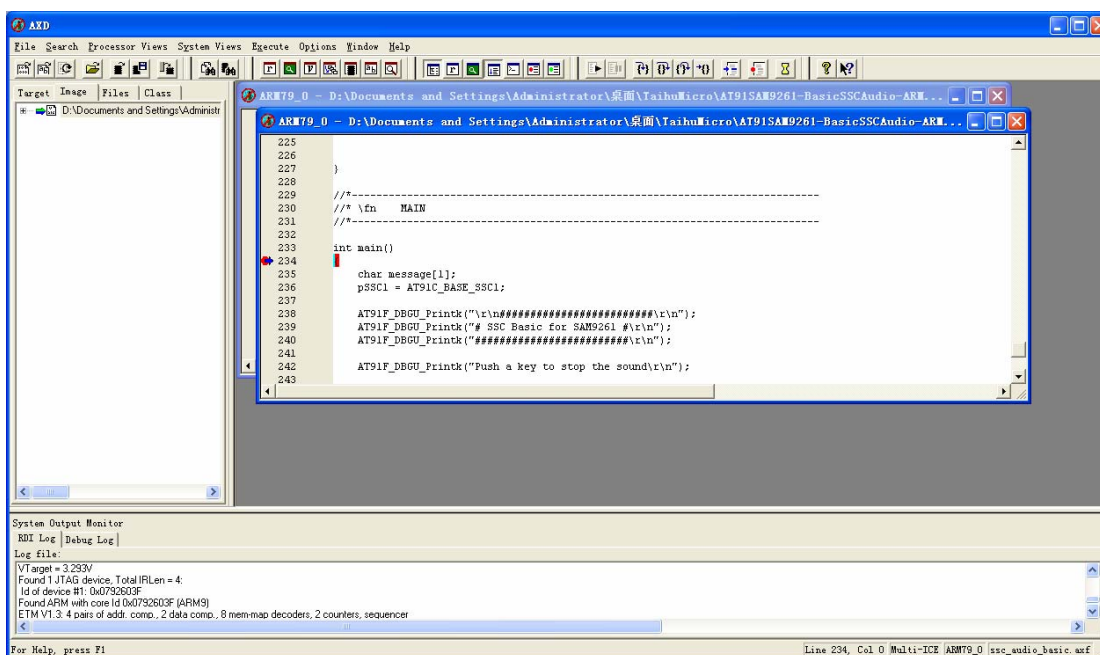 AXD
File Search Processor Views System Views Execute Options Window Help
Target Image Files Class
D:\Documents and Settings\Administr
ARM79_0 - D:\Documents and Settings\Administrator\桌面\TaihuMicro\AT91SAM9261-BasicSSCAudio-ARM...
ARM79_0 - D:\Documents and Settings\Administrator\桌面\TaihuMicro\AT91SAM9261-BasicSSCAudio-ARM...
225
226
227 }
228
229 //*----------------------------------------------------------------------------
230 //* \fn    MAIN
231 //*----------------------------------------------------------------------------
232
233 int main()
234
235 char message[1];
236 pSSC1 = AT91C_BASE_SSC1;
237
238 AT91F_DBGU_Printk("\r\n#########################\r\n");
239 AT91F_DBGU_Printk("# SSC Basic for SAM9261 #\r\n");
240 AT91F_DBGU_Printk("#########################\r\n");
241
242 AT91F_DBGU_Printk("Push a key to stop the sound\r\n");
243
System Output Monitor
RDI Log Debug Log
Log file:
VTarget = 3.293V
Found 1 JTAG device, Total IRLen = 4:
Id of device #1: 0x0792603F
Found ARM with core Id 0x0792603F (ARM9)
ETM V1.3: 4 pairs of addr. comp., 2 data comp., 8 mem-map decoders, 2 counters, sequencer
For Help, press F1 Line 234, Col 0 Multi-ICE ARM79_0 ssc_audio_basic.axf